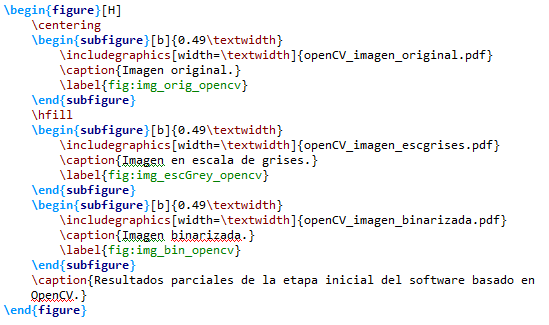 \begin{figure}[H]
\centering
\begin{subfigure}[b]{0.49\textwidth}
\includegraphics[width=\textwidth]{openCV_imagen_original.pdf}
\caption{Imagen original.}
\label{fig:img_orig_opencv}
\end{subfigure}
\hfill
\begin{subfigure}[b]{0.49\textwidth}
\includegraphics[width=\textwidth]{openCV_imagen_escgrises.pdf}
\caption{Imagen en escala de grises.}
\label{fig:img_escGrey_opencv}
\end{subfigure}
\begin{subfigure}[b]{0.49\textwidth}
\includegraphics[width=\textwidth]{openCV_imagen_binarizada.pdf}
\caption{Imagen binarizada.}
\label{fig:img_bin_opencv}
\end{subfigure}
\caption{Resultados parciales de la etapa inicial del software basado en
OpenCV.}
\end{figure}